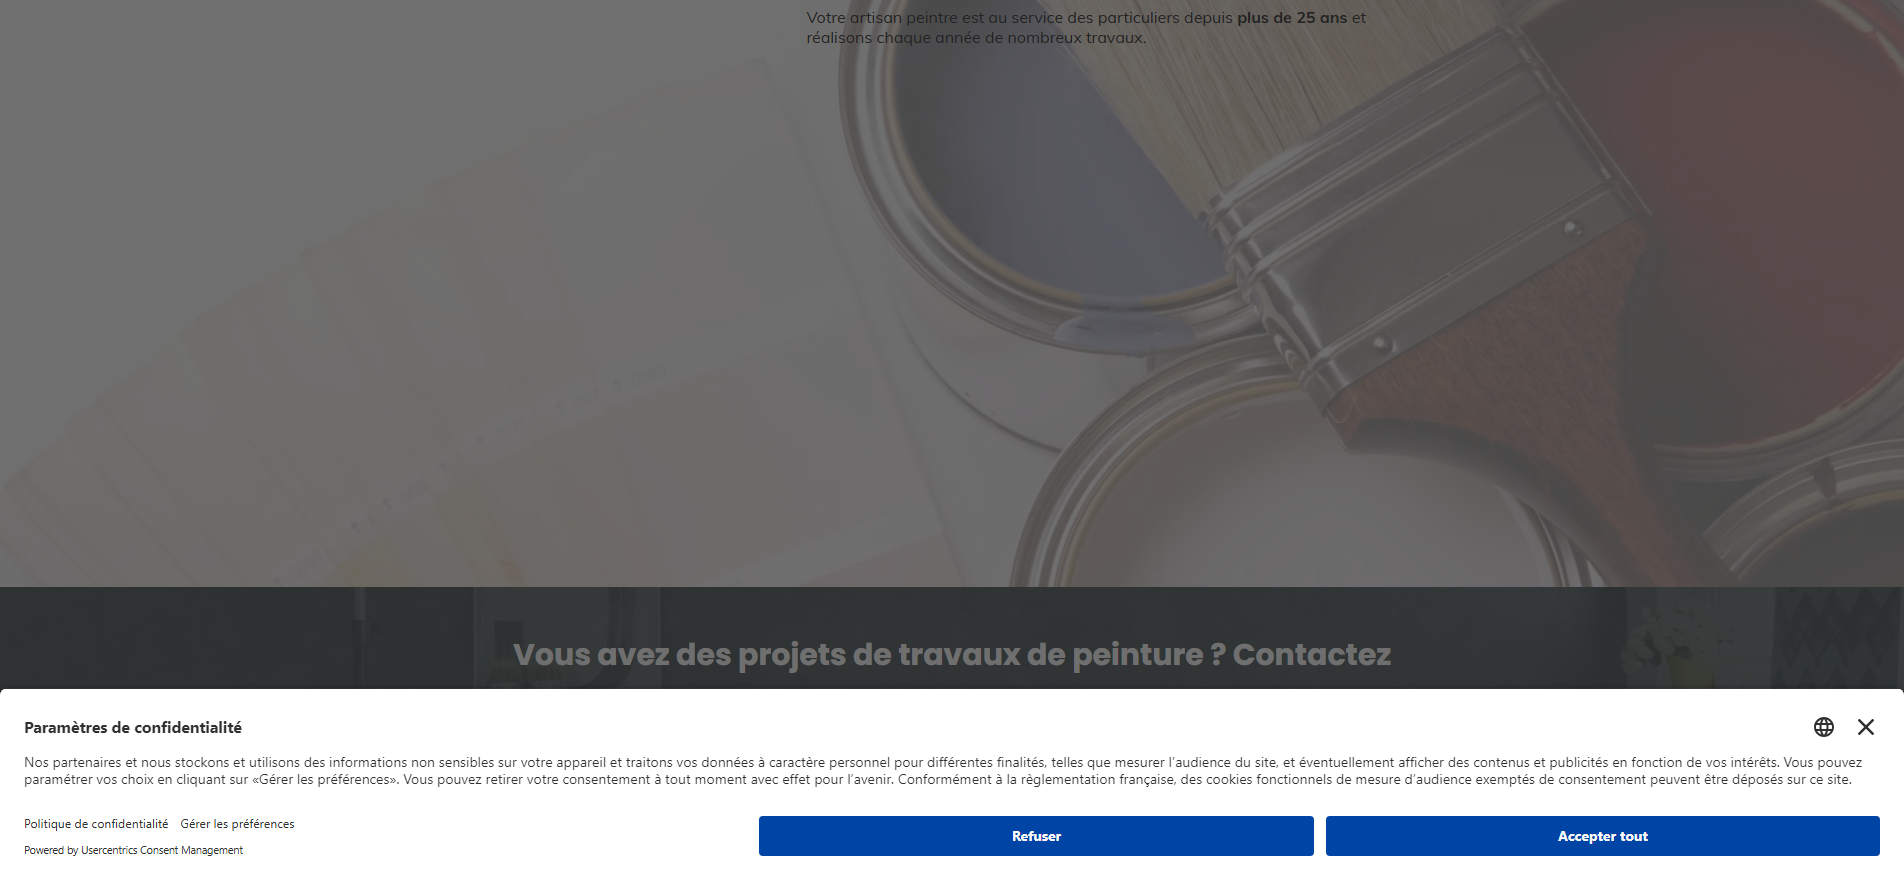 Votre artisan peintre est au service des particuliers depuis plus de 25 ans et
réalisons chaque année de nombreux travaux.
Vous avez des projets de travaux de peinture ? Contactez
Paramètres de confidentialité
Nos partenaires et nous stockons et utilisons des informations non sensibles sur votre appareil et traitons vos données à caractère personnel pour différentes finalités, telles que mesurer l'audience du site, et éventuellement afficher des contenus et publicités en fonction de vos intérêts. Vous pouvez
paramétrer vos choix en cliquant sur «Gérer les préférences». Vous pouvez retirer votre consentement à tout moment avec effet pour l'avenir. Conformément à la règlementation française, des cookies fonctionnels de mesure d'audience exemptés de consentement peuvent être déposés sur ce site.
Politique de confidentialité Gérer les préférences
Powered by Usercentrics Consent Management
Refuser
Accepter tout